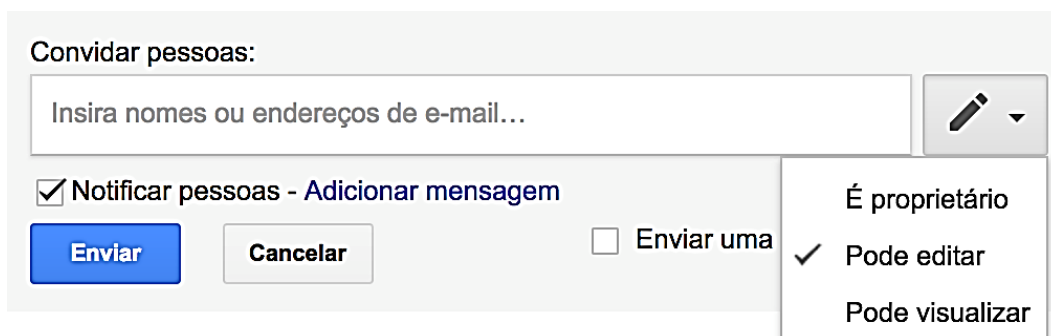 Convidar pessoas:
Insira nomes ou endereços de e-mail...
Notificar pessoas - Adicionar mensagem
É proprietário
Enviar Cancelar Enviar uma
Pode editar
Pode visualizar